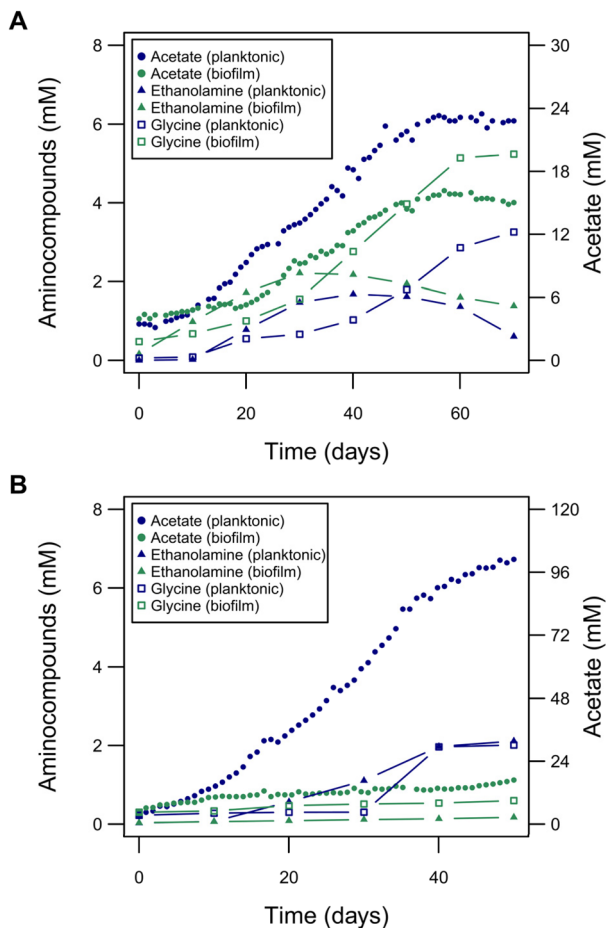 A
8
6
4
2
0
Aminocompounds (mM)
30
24
18
12
6
0
Acetate (mM)
Acetate (planktonic)
Acetate (biofilm)
Ethanolamine (planktonic)
Ethanolamine (biofilm)
Glycine (planktonic)
Glycine (biofilm)
0 20 40 60
Time (days)
B
8
6
4
2
0
Aminocompounds (mM)
120
96
72
48
24
0
Acetate (mM)
Acetate (planktonic)
Acetate (biofilm)
Ethanolamine (planktonic)
Ethanolamine (biofilm)
Glycine (planktonic)
Glycine (biofilm)
0 20 40
Time (days)